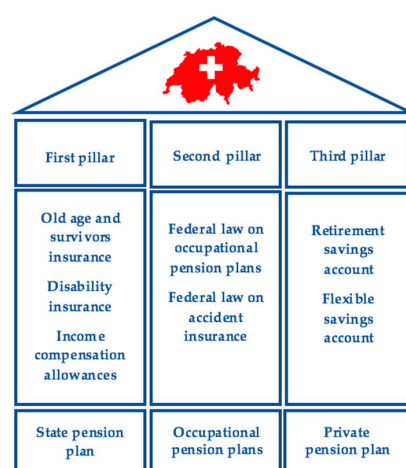 First pillar
Second pillar
Third pillar
Old age and
survivors
insurance
Disability
insurance
Income
compensation
allowances
Federal law on
occupational
pension plans
Federal law on
accident
insurance
Retirement
savings
account
Flexible
savings
account
State pension
plan
Occupational
pension plans
Private
pension plan